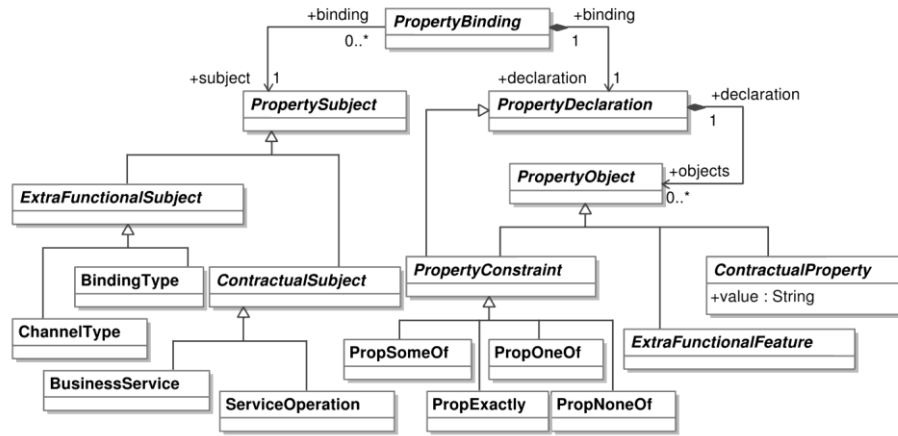 +binding
PropertyBinding
+binding
0..*
1
+subject
1
+declaration
1
+declaration
PropertySubject
PropertyDeclaration
1
+objects
PropertyObject
0..*
ExtraFunctionalSubject
BindingType
ContractualSubject
PropertyConstraint
ContractualProperty
+value : String
ChannelType
PropSomeOf
PropOneOf
ExtraFunctionalFeature
BusinessService
ServiceOperation
PropExactly
PropNoneOf